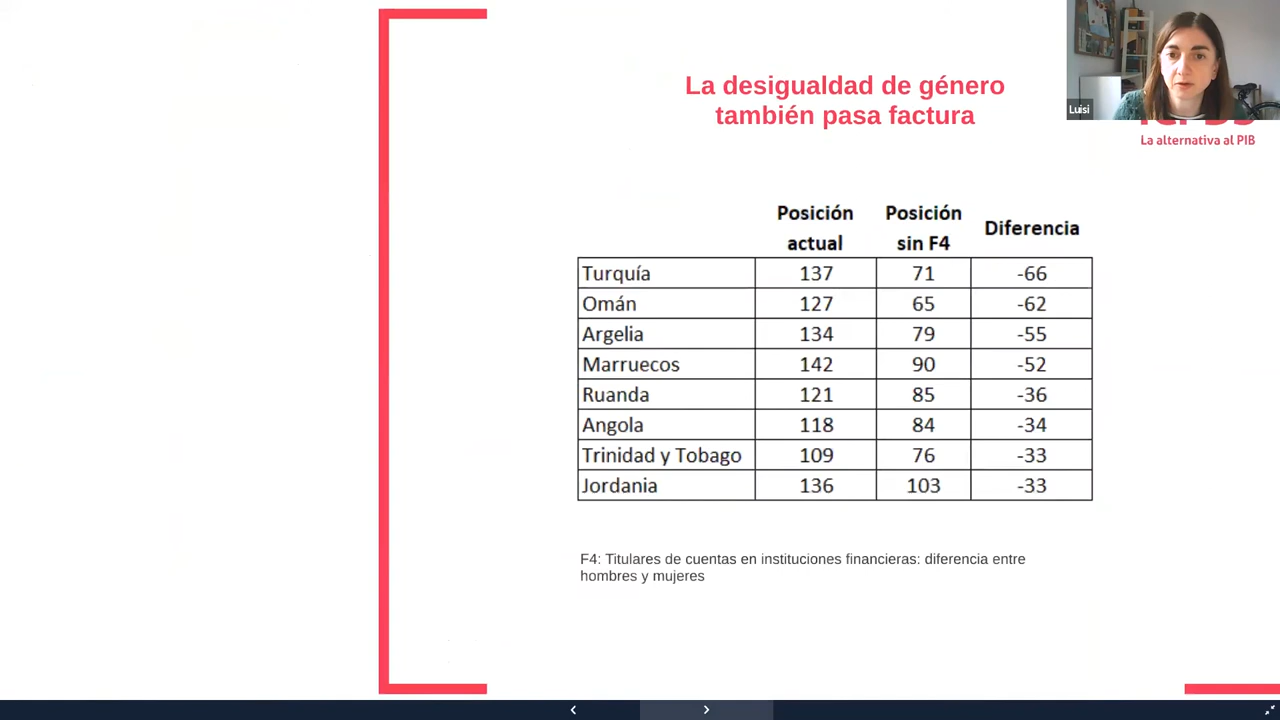 La desigualdad de género
también pasa factura
Luisi
La alternativa al PIB
Posición actual Posición sin F4 Diferencia
Turquía 137 71 -66
Omán 127 65 -62
Argelia 134 79 -55
Marruecos 142 90 -52
Ruanda 121 85 -36
Angola 118 84 -34
Trinidad y Tobago 109 76 -33
Jordania 136 103 -33
F4: Titulares de cuentas en instituciones financieras: diferencia entre
hombres y mujeres